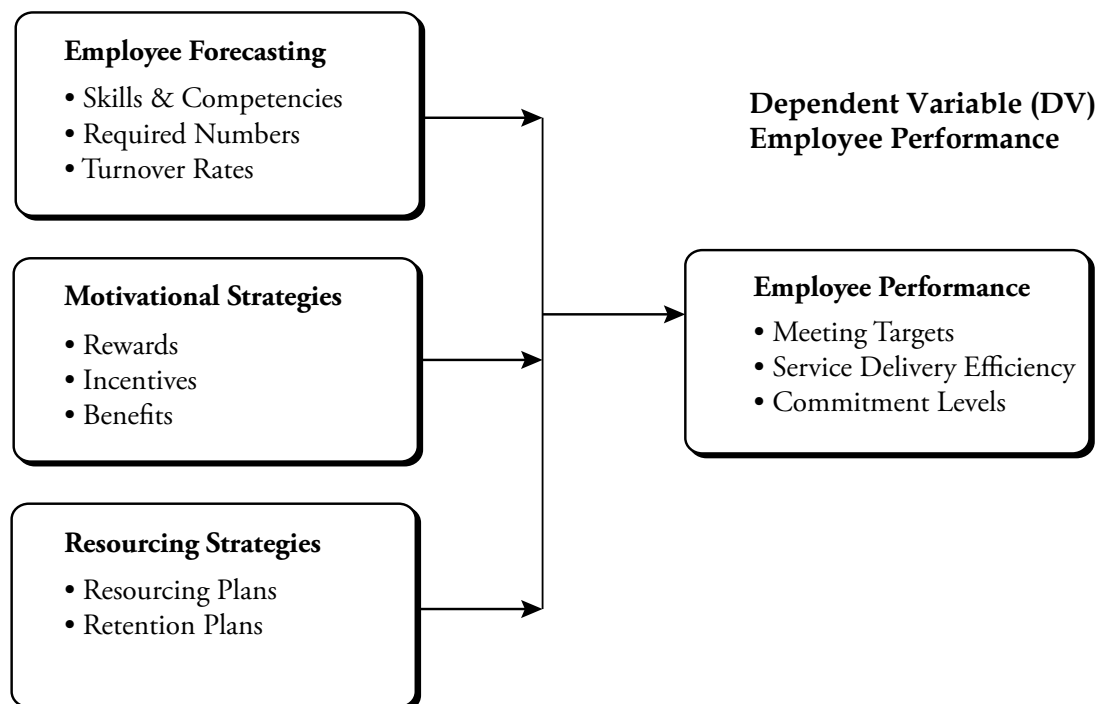 Employee Forecasting
• Skills & Competencies
• Required Numbers
• Turnover Rates
Dependent Variable (DV)
Employee Performance
Motivational Strategies
• Rewards
• Incentives
• Benefits
Employee Performance
• Meeting Targets
• Service Delivery Efficiency
• Commitment Levels
Resourcing Strategies
• Resourcing Plans
• Retention Plans